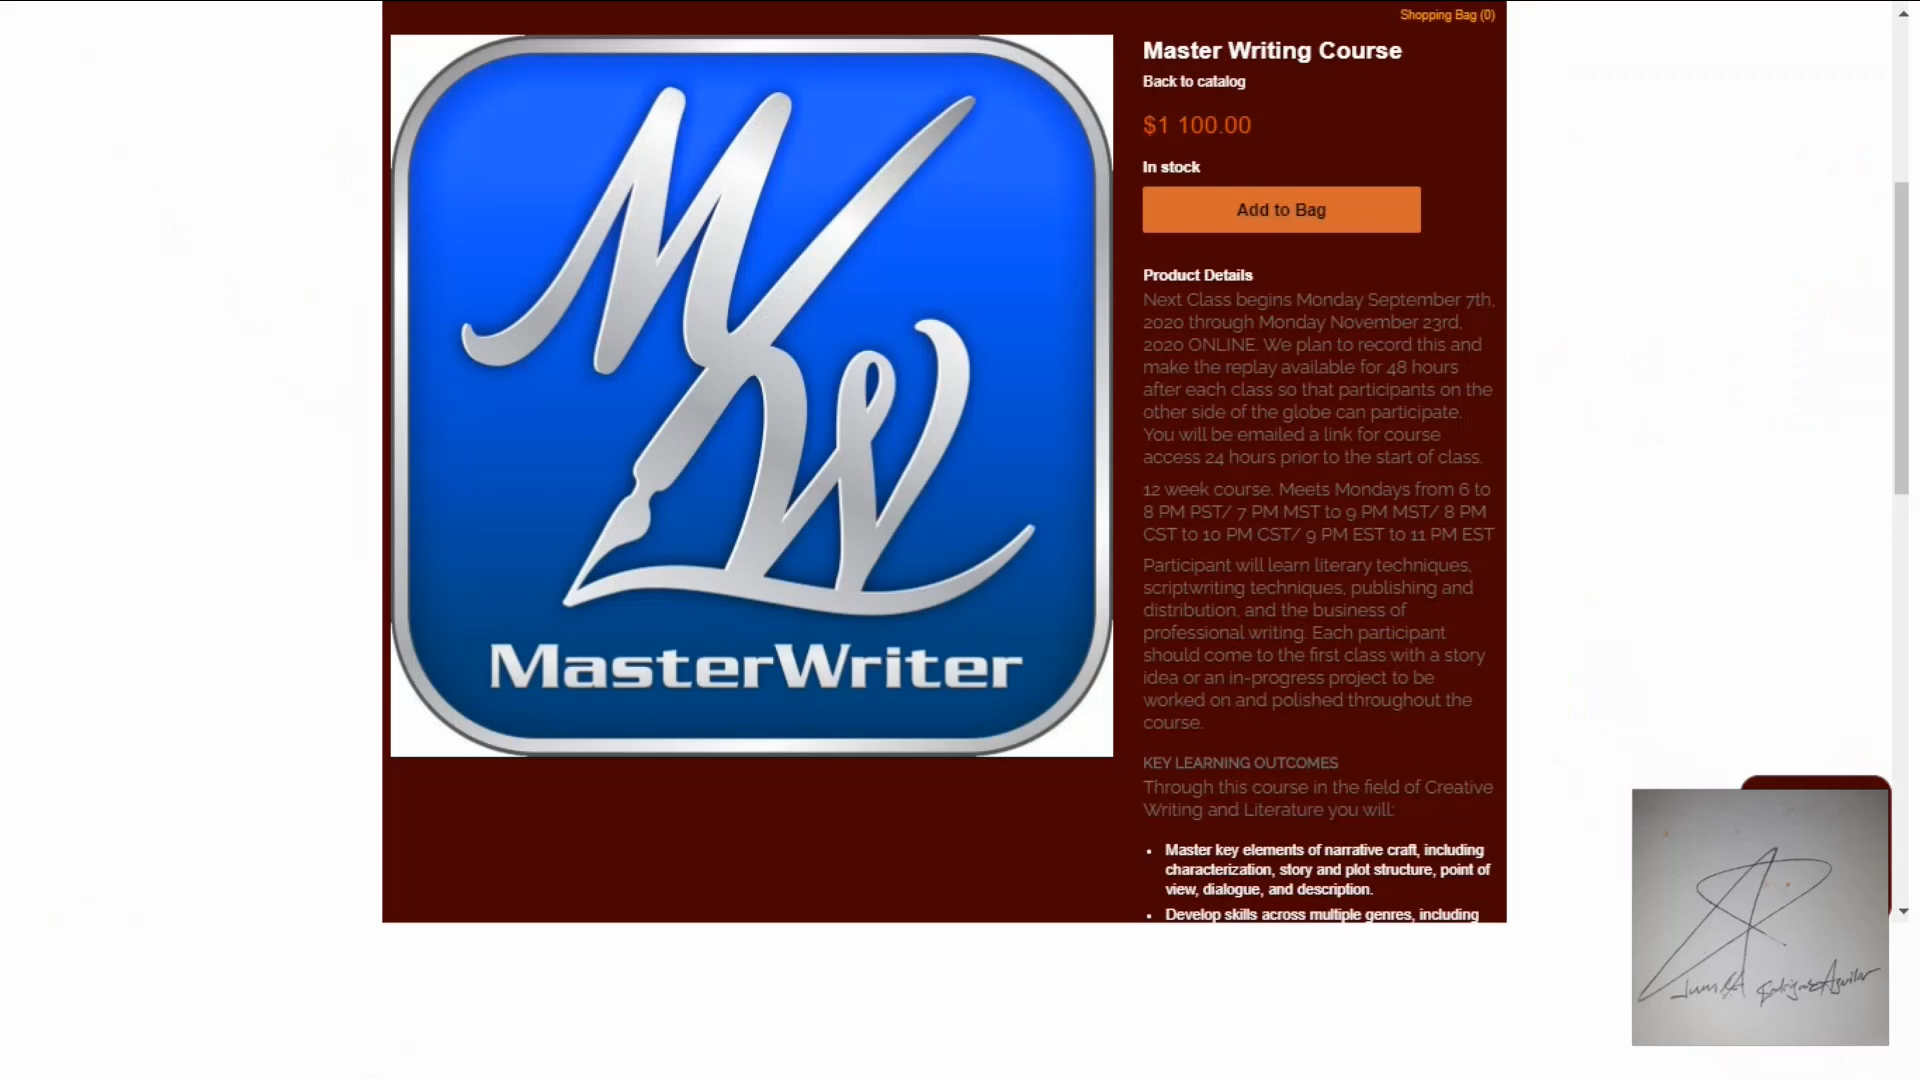 Shopping Bag (0)
Master Writing Course
Back to catalog
$1 100.00
In stock
Add to Bag
Product Details
Next Class begins Monday September 7th,
2020 through Monday November 23rd,
2020 ONLINE. We plan to record this and
make the replay available for 48 hours
after each class so that participants on the
other side of the globe can participate.
You will be emailed a link for course
access 24 hours prior to the start of class.
12 week course. Meets Mondays from 6 to
8 PM PST/ 7 PM MST to 9 PM MST/ 8 PM
CST to 10 PM CST/ 9 PM EST to 11 PM EST
Participant will learn literary techniques,
scriptwriting techniques, publishing and
distribution, and the business of
professional writing. Each participant
should come to the first class with a story
idea or an in-progress project to be
worked on and polished throughout the
course.
KEY LEARNING OUTCOMES
Through this course in the field of Creative
Writing and Literature you will:
• Master key elements of narrative craft, including
characterization, story and plot structure, point of
view, dialogue, and description.
• Develop skills across multiple genres, including
MW
MasterWriter